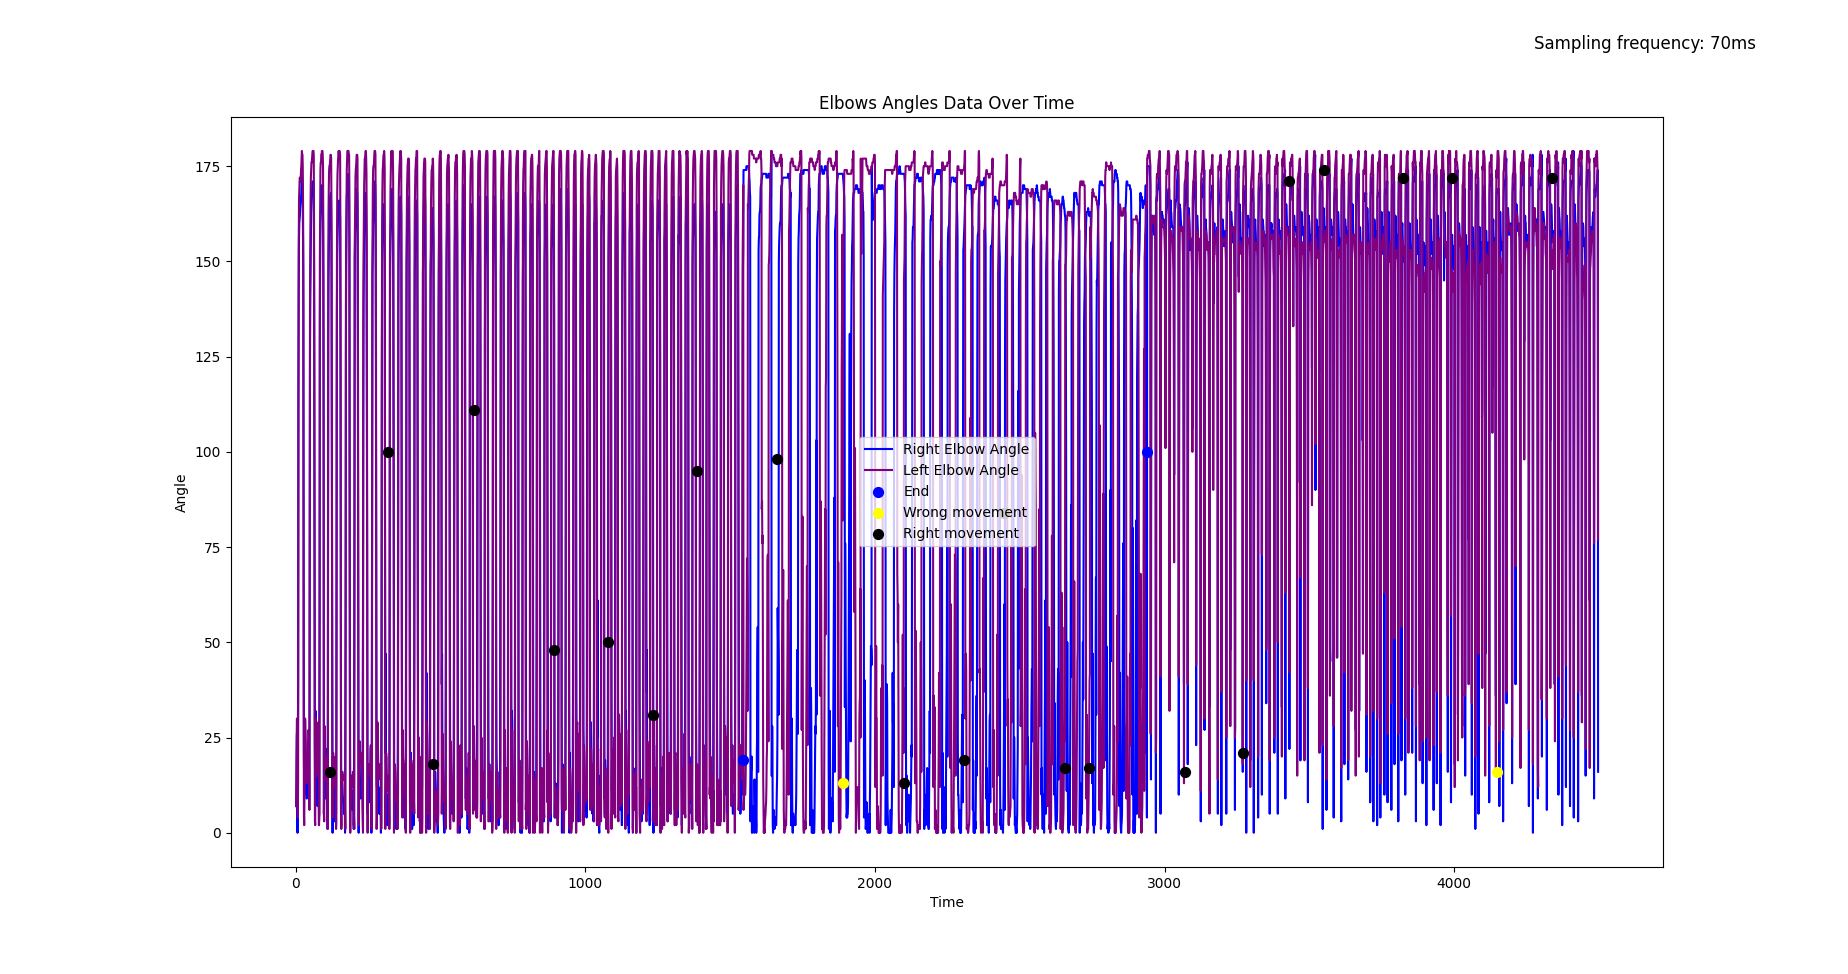 Sampling frequency: 70ms
Elbows Angles Data Over Time
175
150
125
100
75
50
25
0
Angle
Right Elbow Angle
Left Elbow Angle
End
Wrong movement
Right movement
0 1000 2000 3000 4000
Time